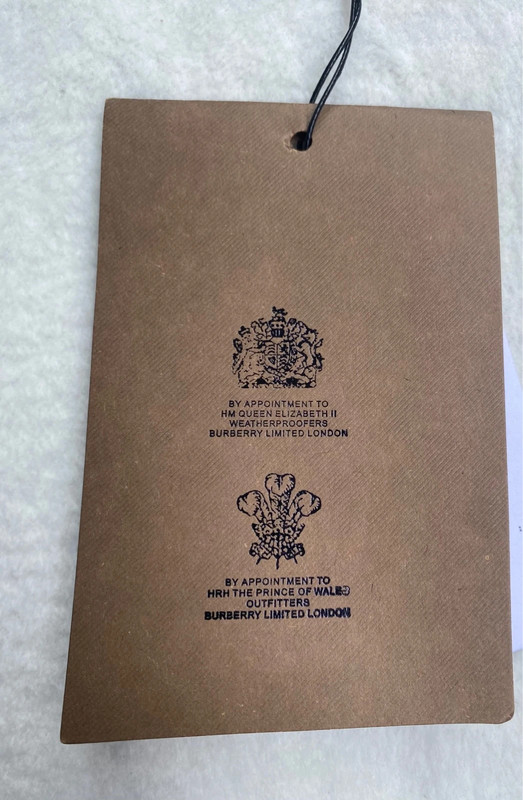 BY APPOINTMENT TO
HM QUEEN ELIZABETH II
WEATHERPROOFERS
BURBERRY LIMITED LONDON
BY APPOINTMENT TO
HRH THE PRINCE OF WALES
OUTFITTERS
BURBERRY LIMITED LONDON